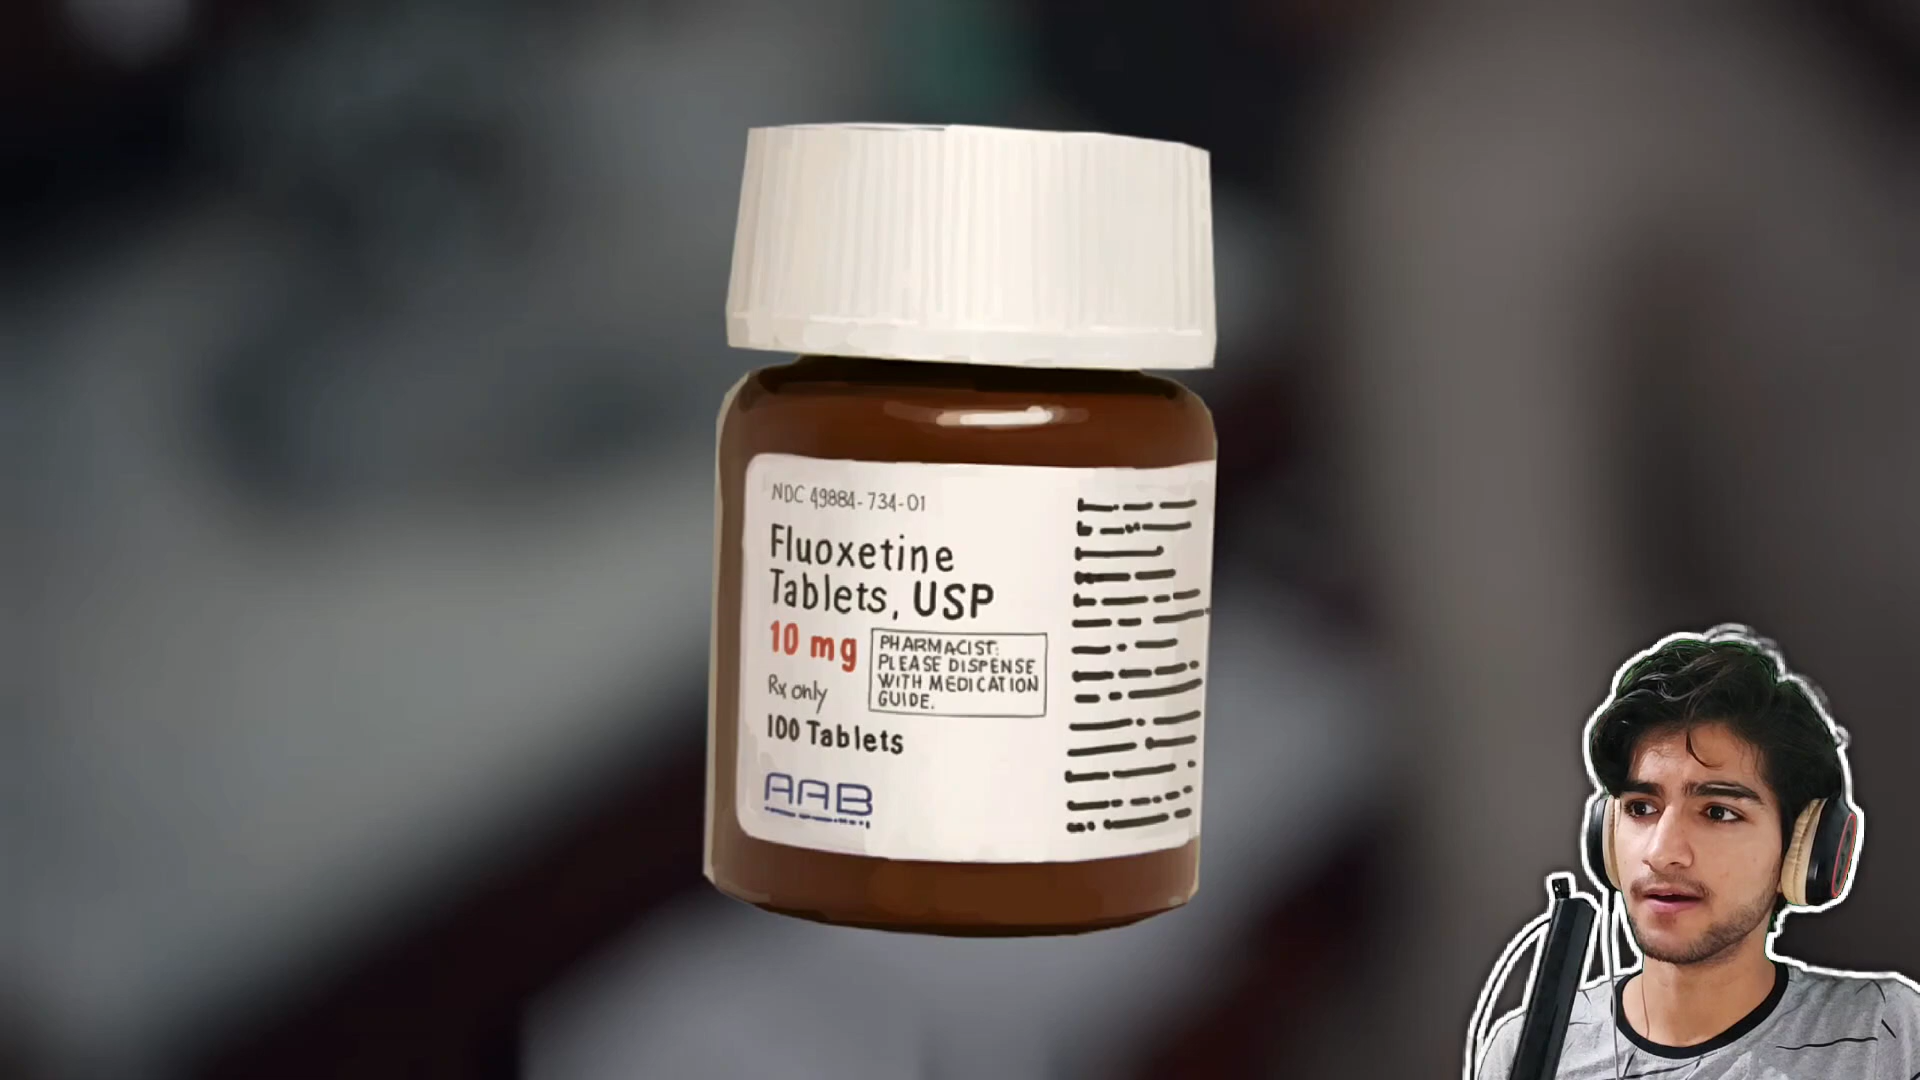 NDC 49884-734-01
Fluoxetine
Tablets, USP
10 mg
PHARMACIST:
PLEASE DISPENSE
WITH MEDICATION
GUIDE.
Rx only
100 Tablets
AAB